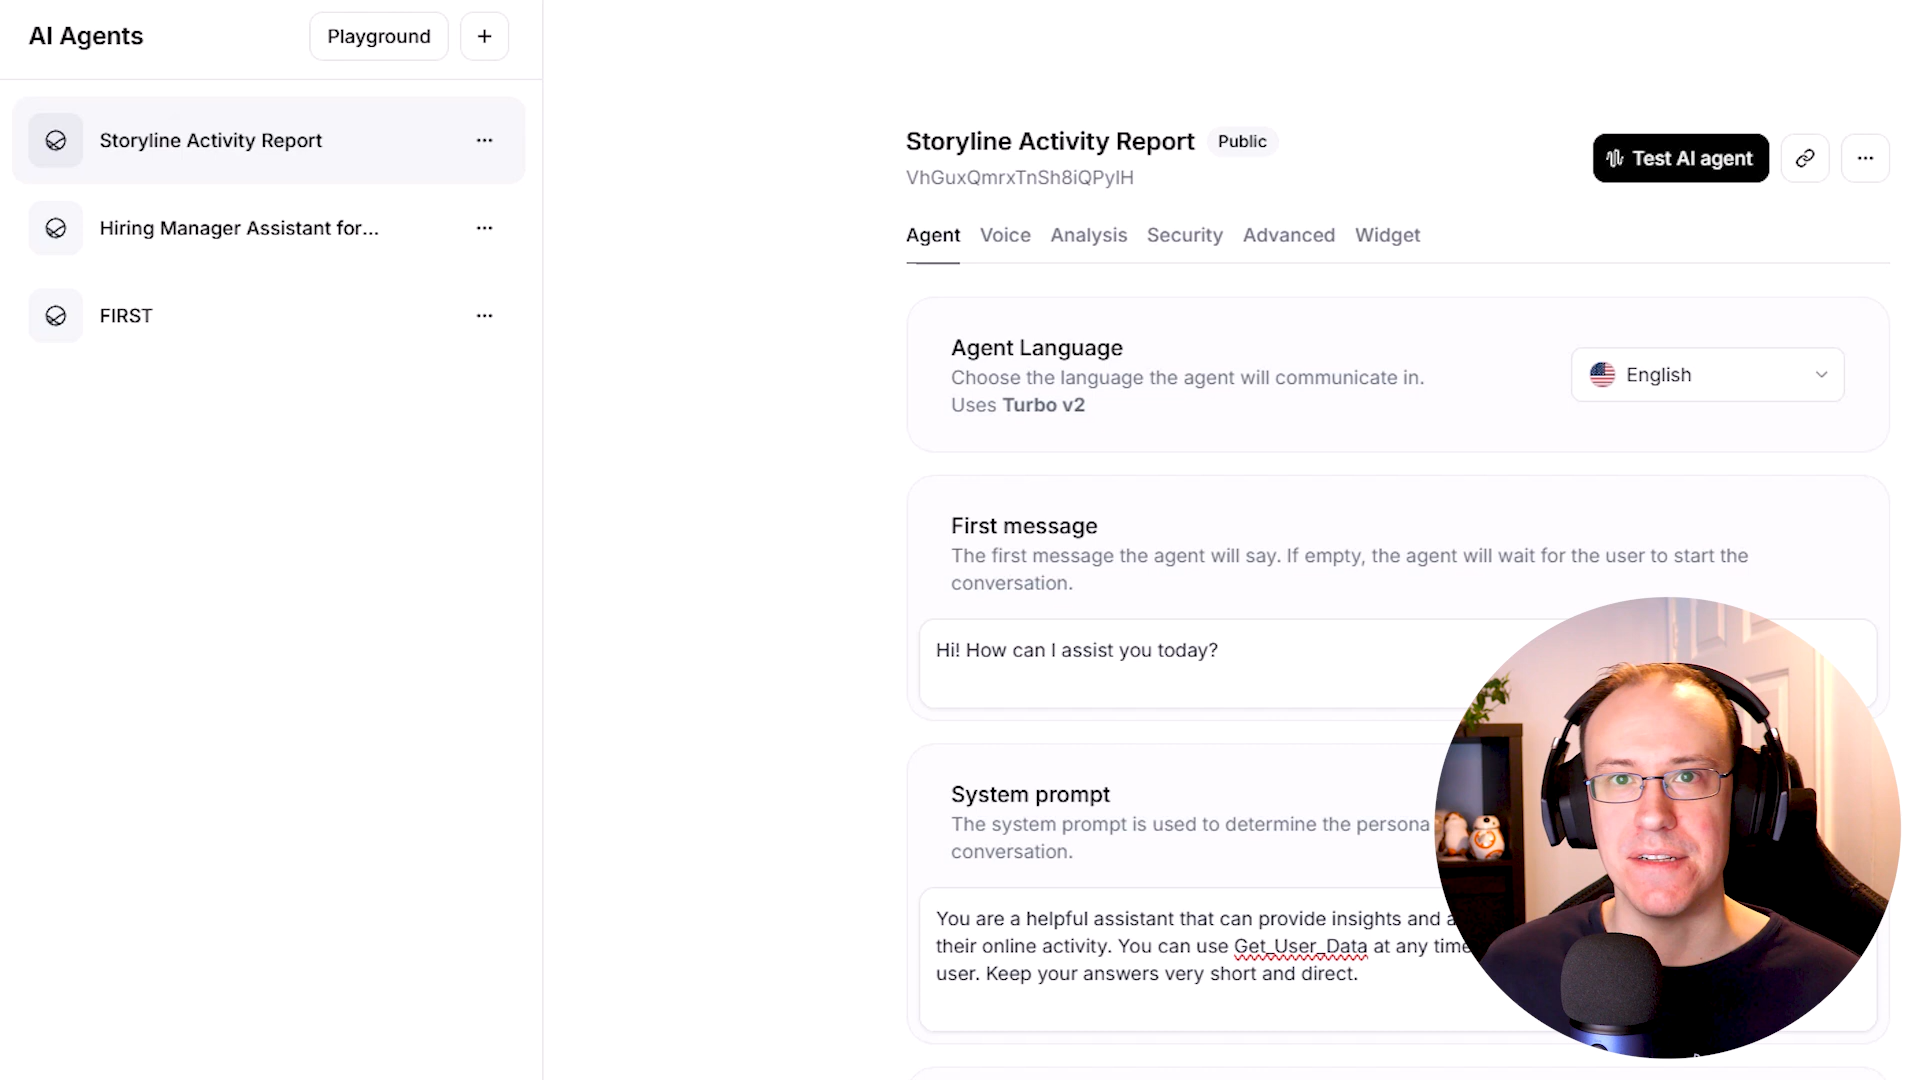 AI Agents
Playground
+
Storyline Activity Report
Hiring Manager Assistant for...
FIRST
Storyline Activity Report
Public
VhGuxQmrxTnSh8iQPylH
Test AI agent
Agent Voice Analysis Security Advanced Widget
Agent Language
Choose the language the agent will communicate in.
Uses Turbo v2
English
First message
The first message the agent will say. If empty, the agent will wait for the user to start the
conversation.
Hi! How can I assist you today?
System prompt
The system prompt is used to determine the persona
conversation.
You are a helpful assistant that can provide insights and
their online activity. You can use Get_User_Data at any time
user. Keep your answers very short and direct.